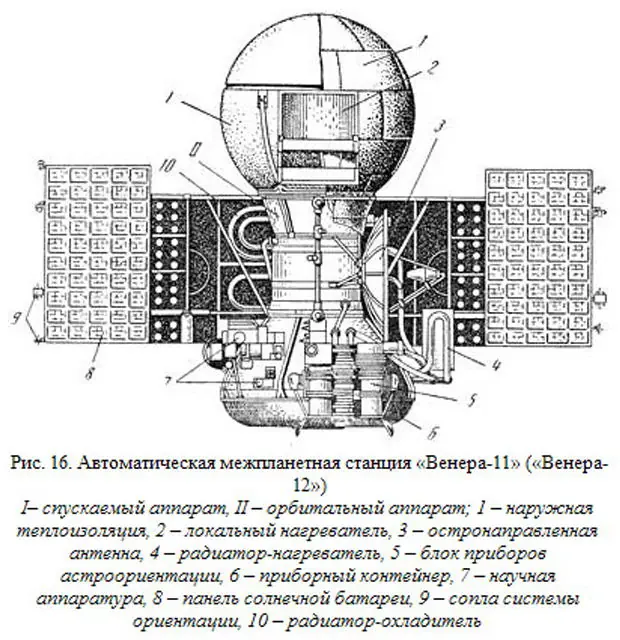 1
2
I
3
II
10
9
8
7
4
5
6
Рис. 16. Автоматическая межпланетная станция «Венера-11» («Венера-
12»)
I– спускаемый аппарат, II – орбитальный аппарат; 1 – наружная
теплоизоляция, 2 – локальный нагреватель, 3 – остронаправленная
антенна, 4 – радиатор-нагреватель, 5 – блок приборов
астроориентации, 6 – приборный контейнер, 7 – научная
аппаратура, 8 – панель солнечной батареи, 9 – сопла системы
ориентации, 10 – радиатор-охладитель